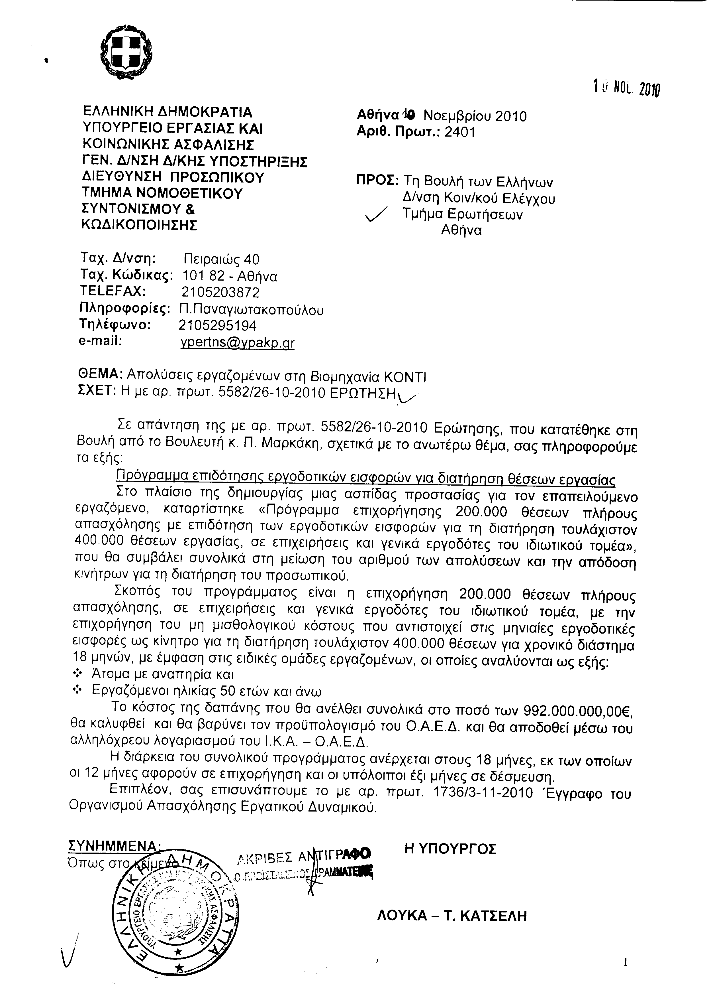 1 0 ΝΟΕ. 2010
ΕΛΛΗΝΙΚΗ ΔΗΜΟΚΡΑΤΙΑ
ΥΠΟΥΡΓΕΙΟ ΕΡΓΑΣΙΑΣ ΚΑΙ
ΚΟΙΝΩΝΙΚΗΣ ΑΣΦΑΛΙΣΗΣ
ΓΕΝ. Δ/ΝΣΗ Δ/ΚΗΣ ΥΠΟΣΤΗΡΙΞΗΣ
ΔΙΕΥΘΥΝΣΗ ΠΡΟΣΩΠΙΚΟΥ
ΤΜΗΜΑ ΝΟΜΟΘΕΤΙΚΟΥ
ΣΥΝΤΟΝΙΣΜΟΥ &
ΚΩΔΙΚΟΠΟΙΗΣΗΣ
Αθήνα 10 Νοεμβρίου 2010
Αριθ. Πρωτ.: 2401
ΠΡΟΣ: Τη Βουλή των Ελλήνων
Δ/νση Κοιν/κού Ελέγχου
Τμήμα Ερωτήσεων
Αθήνα
Ταχ. Δ/νση: Πειραιώς 40
Ταχ. Κώδικας: 101 82 - Αθήνα
TELEFAX: 2105203872
Πληροφορίες: Π.Παναγιωτακοπούλου
Τηλέφωνο: 2105295194
e-mail: ypertns@ypakp.gr
ΘΕΜΑ: Απολύσεις εργαζομένων στη Βιομηχανία ΚΟΝΤΙ
ΣΧΕΤ: Η με αρ. πρωτ. 5582/26-10-2010 ΕΡΩΤΗΣΗ
Σε απάντηση της με αρ. πρωτ. 5582/26-10-2010 Ερώτησης, που κατατέθηκε στη
Βουλή από το Βουλευτή κ. Π. Μαρκάκη, σχετικά με το ανωτέρω θέμα, σας πληροφορούμε
τα εξής:
Πρόγραμμα επιδότησης εργοδοτικών εισφορών για διατήρηση θέσεων εργασίας
Στο πλαίσιο της δημιουργίας μιας ασπίδας προστασίας για τον επαπειλούμενο
εργαζόμενο, καταρτίστηκε «Πρόγραμμα επιχορήγησης 200.000 θέσεων πλήρους
απασχόλησης με επιδότηση των εργοδοτικών εισφορών για τη διατήρηση τουλάχιστον
400.000 θέσεων εργασίας, σε επιχειρήσεις και γενικά εργοδότες του ιδιωτικού τομέα»,
που θα συμβάλει συνολικά στη μείωση του αριθμού των απολύσεων και την απόδοση
κινήτρων για τη διατήρηση του προσωπικού.
Σκοπός του προγράμματος είναι η επιχορήγηση 200.000 θέσεων πλήρους
απασχόλησης, σε επιχειρήσεις και γενικά εργοδότες του ιδιωτικού τομέα, με την
επιχορήγηση του μη μισθολογικού κόστους που αντιστοιχεί στις μηνιαίες εργοδοτικές
εισφορές ως κίνητρο για τη διατήρηση τουλάχιστον 400.000 θέσεων για χρονικό διάστημα
18 μηνών, με έμφαση στις ειδικές ομάδες εργαζομένων, οι οποίες αναλύονται ως εξής:
❖ Άτομα με αναπηρία και
❖ Εργαζόμενοι ηλικίας 50 ετών και άνω
Το κόστος της δαπάνης που θα ανέλθει συνολικά στο ποσό των 992.000.000,00€,
θα καλυφθεί και θα βαρύνει τον προϋπολογισμό του Ο.Α.Ε.Δ. και θα αποδοθεί μέσω του
αλληλόχρεου λογαριασμού του Ι.Κ.Α. – Ο.Α.Ε.Δ.
Η διάρκεια του συνολικού προγράμματος ανέρχεται στους 18 μήνες, εκ των οποίων
οι 12 μήνες αφορούν σε επιχορήγηση και οι υπόλοιποι έξι μήνες σε δέσμευση.
Επιπλέον, σας επισυνάπτουμε το με αρ. πρωτ. 1736/3-11-2010 Έγγραφο του
Οργανισμού Απασχόλησης Εργατικού Δυναμικού.
ΣΥΝΗΜΜΕΝΑ:
Όπως στο κείμενο
ΑΚΡΙΒΕΣ ΑΝΤΙΓΡΑΦΟ
Ο ΠΡΟΪΣΤΑΜΕΝΟΣ ΓΡΑΜΜΑΤΕΙΑΣ
Η ΥΠΟΥΡΓΟΣ
ΛΟΥΚΑ – Τ. ΚΑΤΣΕΛΗ
ΕΛΛΗΝΙΚΗ ΔΗΜΟΚΡΑΤΙΑ
ΥΠΟΥΡΓΕΙΟ ΕΡΓΑΣΙΑΣ ΚΑΙ ΚΟΙΝΩΝΙΚΗΣ ΑΣΦΑΛΙΣΗΣ
1